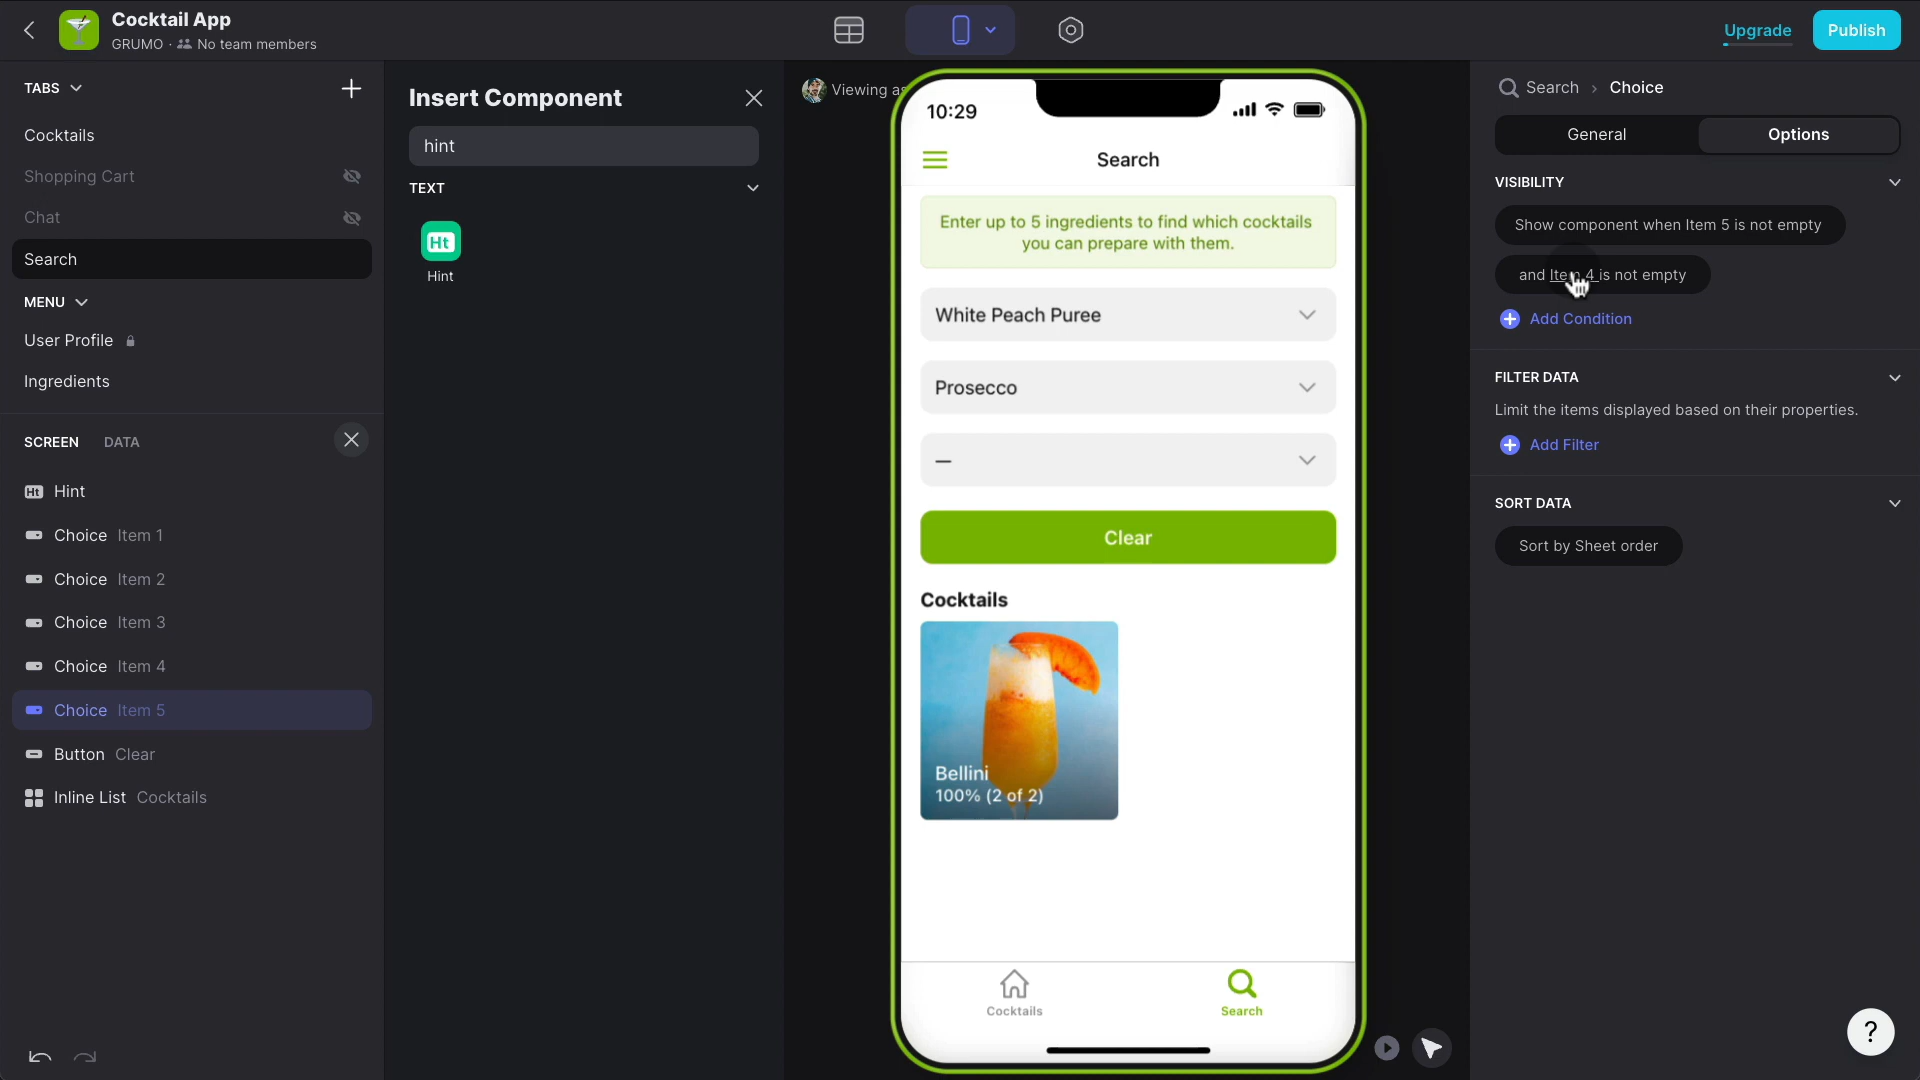 Cocktail App
GRUMO · No team members
Upgrade
Publish
TABS
Cocktails
Shopping Cart
Chat
Search
MENU
User Profile
Ingredients
SCREEN DATA
Ht Hint
Choice Item 1
Choice Item 2
Choice Item 3
Choice Item 4
Choice Item 5
Button Clear
Inline List Cocktails
Insert Component
hint
TEXT
Ht
Hint
Viewing as
10:29
Search
Enter up to 5 ingredients to find which cocktails
you can prepare with them.
White Peach Puree
Prosecco
—
Clear
Cocktails
Bellini
100% (2 of 2)
Cocktails
Search
Search › Choice
General
Options
VISIBILITY
Show component when Item 5 is not empty
and Item 4 is not empty
Add Condition
FILTER DATA
Limit the items displayed based on their properties.
Add Filter
SORT DATA
Sort by Sheet order
?